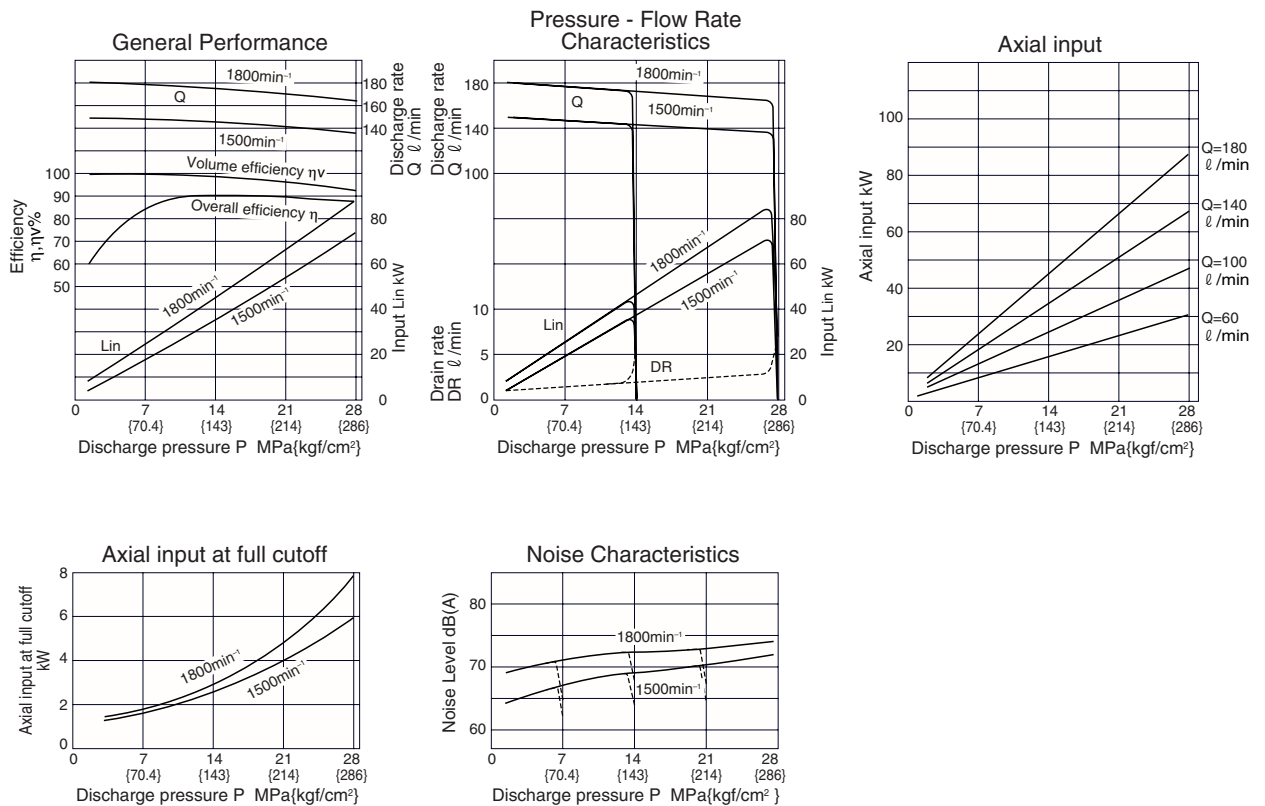 General Performance
1800min⁻¹
Q
1500min⁻¹
Volume efficiency ηv
Overall efficiency η
1800min⁻¹
1500min⁻¹
Lin
Efficiency
η,ηv%
100
90
80
70
60
50
180
160
140
Discharge rate
Q ℓ/min
80
60
40
20
0
Input Lin kW
0 7 14 21 28
{70.4} {143} {214} {286}
Discharge pressure P MPa{kgf/cm²}
Pressure - Flow Rate
Characteristics
Discharge rate
Q ℓ/min
180
140
100
Drain rate
DR ℓ/min
10
5
0
1800min⁻¹
Q
1500min⁻¹
1800min⁻¹
1500min⁻¹
Lin
DR
80
60
40
20
0
Input Lin kW
0 7 14 21 28
{70.4} {143} {214} {286}
Discharge pressure P MPa{kgf/cm²}
Axial input
Axial input kW
100
80
60
40
20
Q=180
ℓ/min
Q=140
ℓ/min
Q=100
ℓ/min
Q=60
ℓ/min
0 7 14 21 28
{70.4} {143} {214} {286}
Discharge pressure P MPa{kgf/cm²}
Axial input at full cutoff
Axial input at full cutoff
kW
8
6
4
2
0
1800min⁻¹
1500min⁻¹
0 7 14 21 28
{70.4} {143} {214} {286}
Discharge pressure P MPa{kgf/cm²}
Noise Characteristics
Noise Level dB(A)
80
70
60
1800min⁻¹
1500min⁻¹
0 7 14 21 28
{70.4} {143} {214} {286}
Discharge pressure P MPa{kgf/cm² }